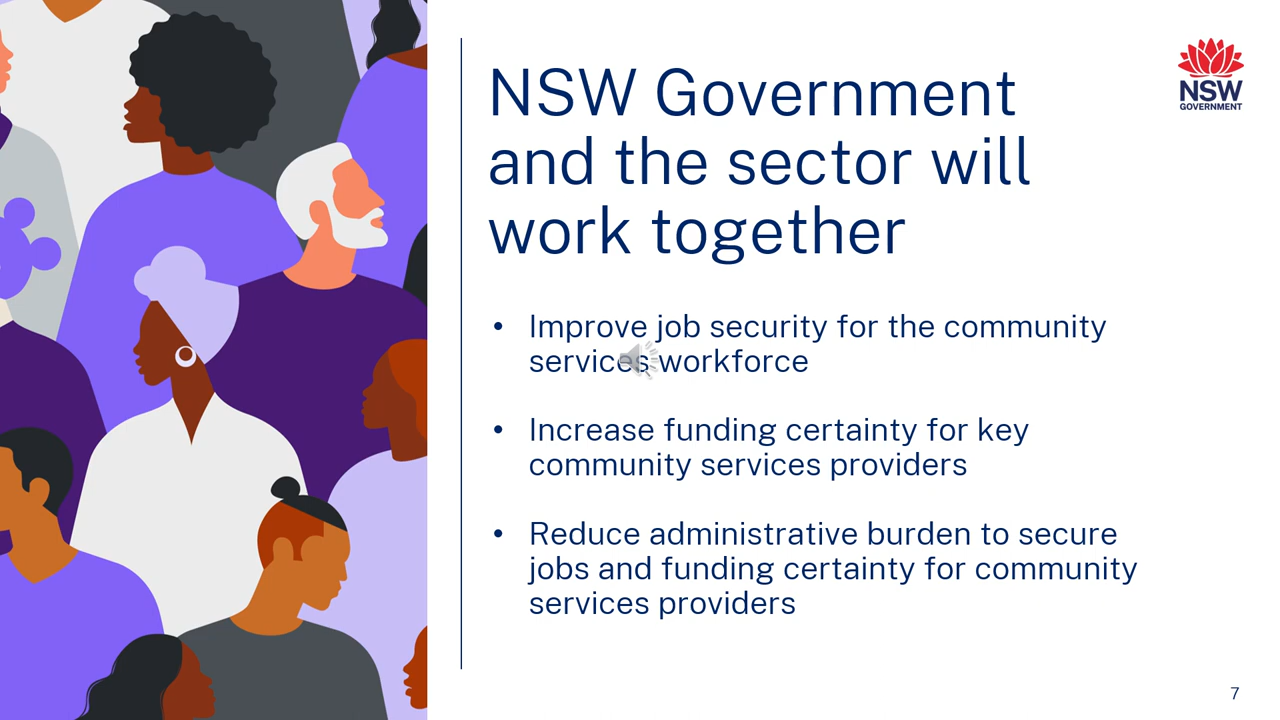 NSW Government
and the sector will
work together
NSW
GOVERNMENT
• Improve job security for the community
services workforce
• Increase funding certainty for key
community services providers
• Reduce administrative burden to secure
jobs and funding certainty for community
services providers
7